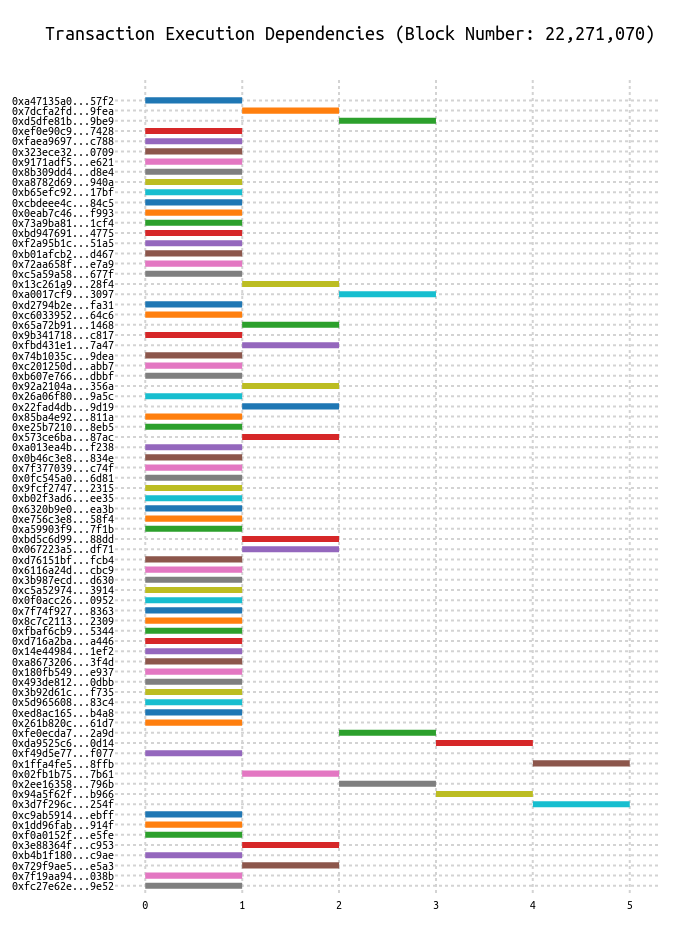 Transaction Execution Dependencies (Block Number: 22,271,070)
0xa47135a0...57f2
0x7dcfa2fd...9fea
0xd5dfe81b...9be9
0xef0e90c9...7428
0xfaea9697...c788
0x323ece32...0709
0x9171adf5...e621
0x8b309dd4...d8e4
0xa8782d69...940a
0xb65efc92...17bf
0xcbdeee4c...84c5
0x0eab7c46...f993
0x73a9ba81...1cf4
0xbd947691...4775
0xf2a95b1c...51a5
0xb01afcb2...d467
0x72aa658f...e7a9
0xc5a59a58...677f
0x13c261a9...28f4
0xa0017cf9...3097
0xd2794b2e...fa31
0xc6033952...64c6
0x65a72b91...1468
0x9b341718...c817
0xfbd431e1...7a47
0x74b1035c...9dea
0xc201250d...abb7
0xb607e766...dbbf
0x92a2104a...356a
0x26a06f80...9a5c
0x22fad4db...9d19
0x85ba4e92...811a
0xe25b7210...8eb5
0x573ce6ba...87ac
0xa013ea4b...f238
0x0b46c3e8...834e
0x7f377039...c74f
0x0fc545a0...6d81
0x9fcf2747...2315
0xb02f3ad6...ee35
0x6320b9e0...ea3b
0xe756c3e8...58f4
0xa59903f9...7f1b
0xbd5c6d99...88dd
0x067223a5...df71
0xd76151bf...fcb4
0x6116a24d...cbc9
0x3b987ecd...d630
0xc5a52974...3914
0x0f0acc26...0952
0x7f74f927...8363
0x8c7c2113...2309
0xfbaf6cb9...5344
0xd716a2ba...a446
0x14e44984...1ef2
0xa8673206...3f4d
0x180fb549...e937
0x493de812...0dbb
0x3b92d61c...f735
0x5d965608...83c4
0xed8ac165...b4a8
0x261b820c...61d7
0xfe0ecda7...2a9d
0xda9525c6...0d14
0xf49d5e77...f077
0x1ffa4fe5...8ffb
0x02fb1b75...7b61
0x2ee16358...796b
0x94a5f62f...b966
0x3d7f296c...254f
0xc9ab5914...ebff
0x1dd96fab...914f
0xf0a0152f...e5fe
0x3e88364f...c953
0xb4b1f180...c9ae
0x729f9ae5...e5a3
0x7f19aa94...038b
0xfc27e62e...9e52
0 1 2 3 4 5